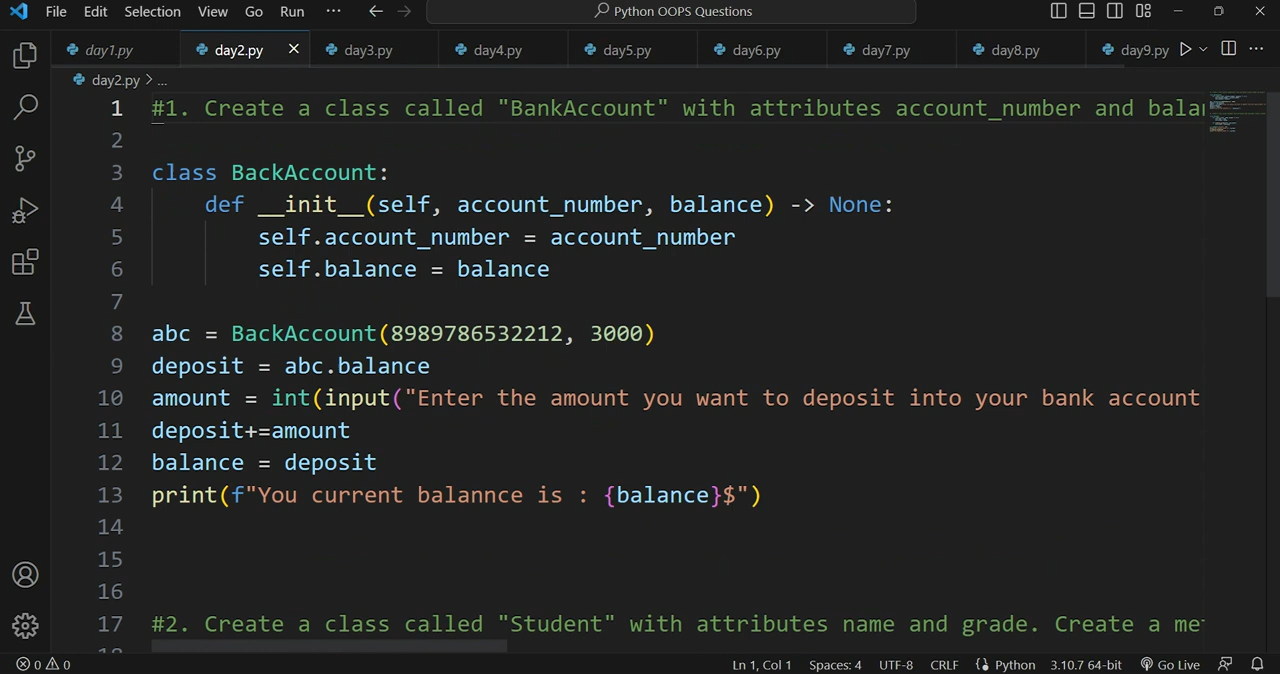 File Edit Selection View Go Run ··· Python OOPS Questions
day1.py day2.py day3.py day4.py day5.py day6.py day7.py day8.py day9.py
day2.py > ...
1 #1. Create a class called "BankAccount" with attributes account_number and balan
2
3 class BackAccount:
4 def __init__(self, account_number, balance) -> None:
5 self.account_number = account_number
6 self.balance = balance
7
8 abc = BackAccount(8989786532212, 3000)
9 deposit = abc.balance
10 amount = int(input("Enter the amount you want to deposit into your bank account
11 deposit+=amount
12 balance = deposit
13 print(f"You current balannce is : {balance}$")
14
15
16
17 #2. Create a class called "Student" with attributes name and grade. Create a me
0 0 Ln 1, Col 1 Spaces: 4 UTF-8 CRLF Python 3.10.7 64-bit Go Live